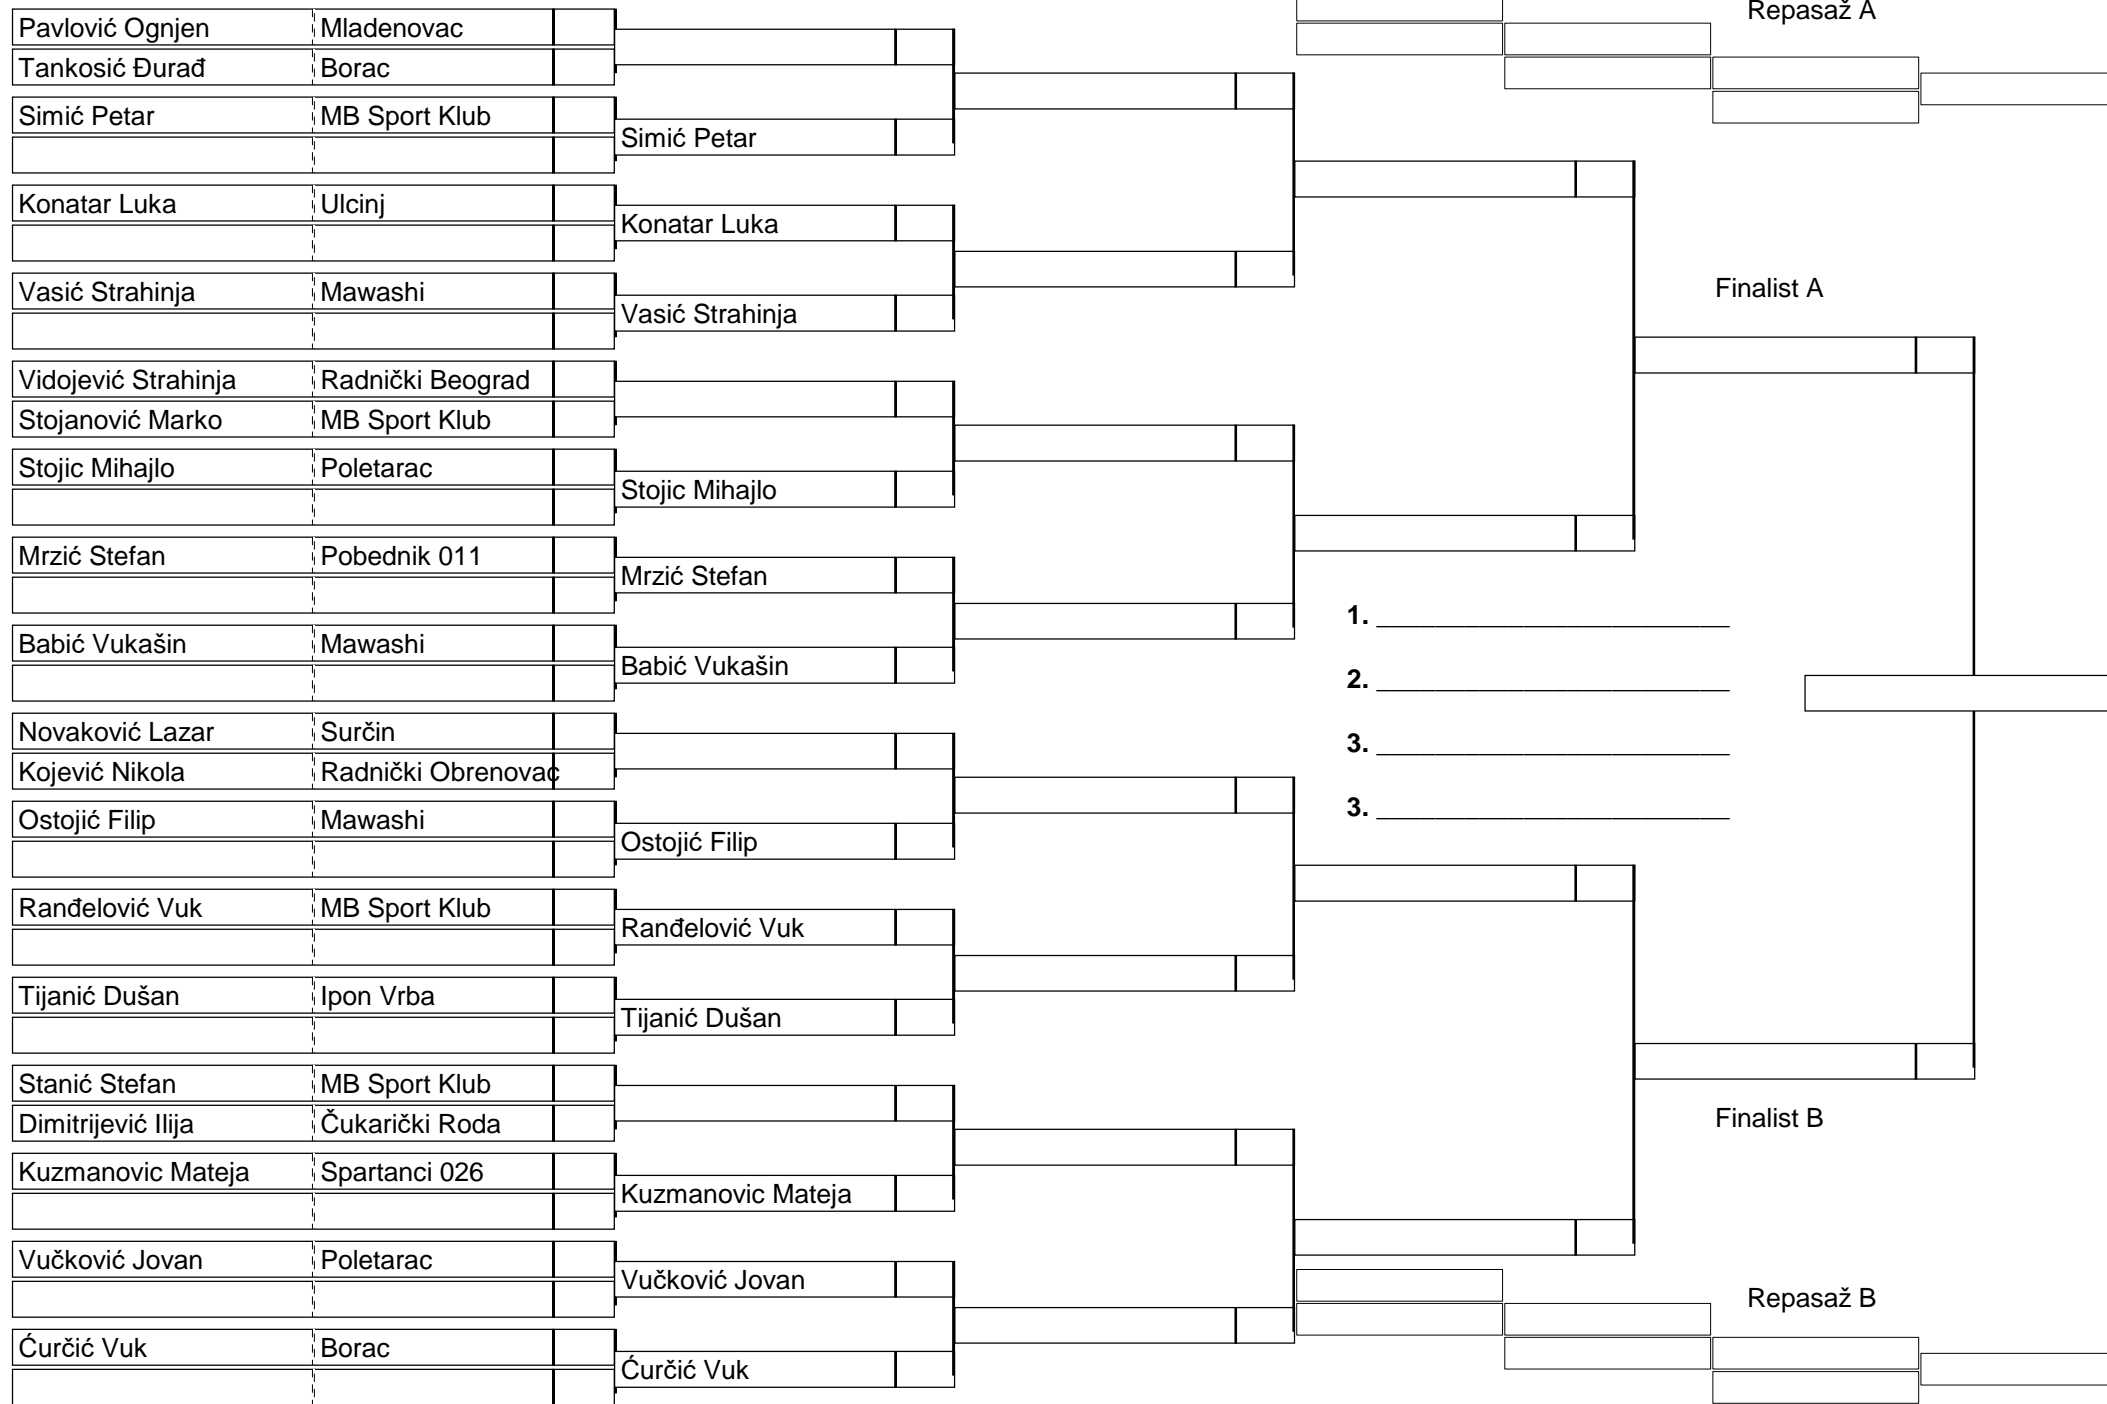 Repasaž A
Pavlović Ognjen Mladenovac
Tankosić Đurađ Borac
Simić Petar MB Sport Klub
Simić Petar
Konatar Luka Ulcinj
Konatar Luka
Vasić Strahinja Mawashi
Finalist A
Vasić Strahinja
Vidojević Strahinja Radnički Beograd
Stojanović Marko MB Sport Klub
Stojic Mihajlo Poletarac
Stojic Mihajlo
Mrzić Stefan Pobednik 011
Mrzić Stefan
1. ________________________
Babić Vukašin Mawashi
Babić Vukašin
2. ________________________
Novaković Lazar Surčin
3. ________________________
Kojević Nikola Radnički Obrenovac
3. ________________________
Ostojić Filip Mawashi
Ostojić Filip
Ranđelović Vuk MB Sport Klub
Ranđelović Vuk
Tijanić Dušan Ipon Vrba
Tijanić Dušan
Stanić Stefan MB Sport Klub
Finalist B
Dimitrijević Ilija Čukarički Roda
Kuzmanovic Mateja Spartanci 026
Kuzmanovic Mateja
Vučković Jovan Poletarac
Vučković Jovan
Repasaž B
Ćurčić Vuk Borac
Ćurčić Vuk